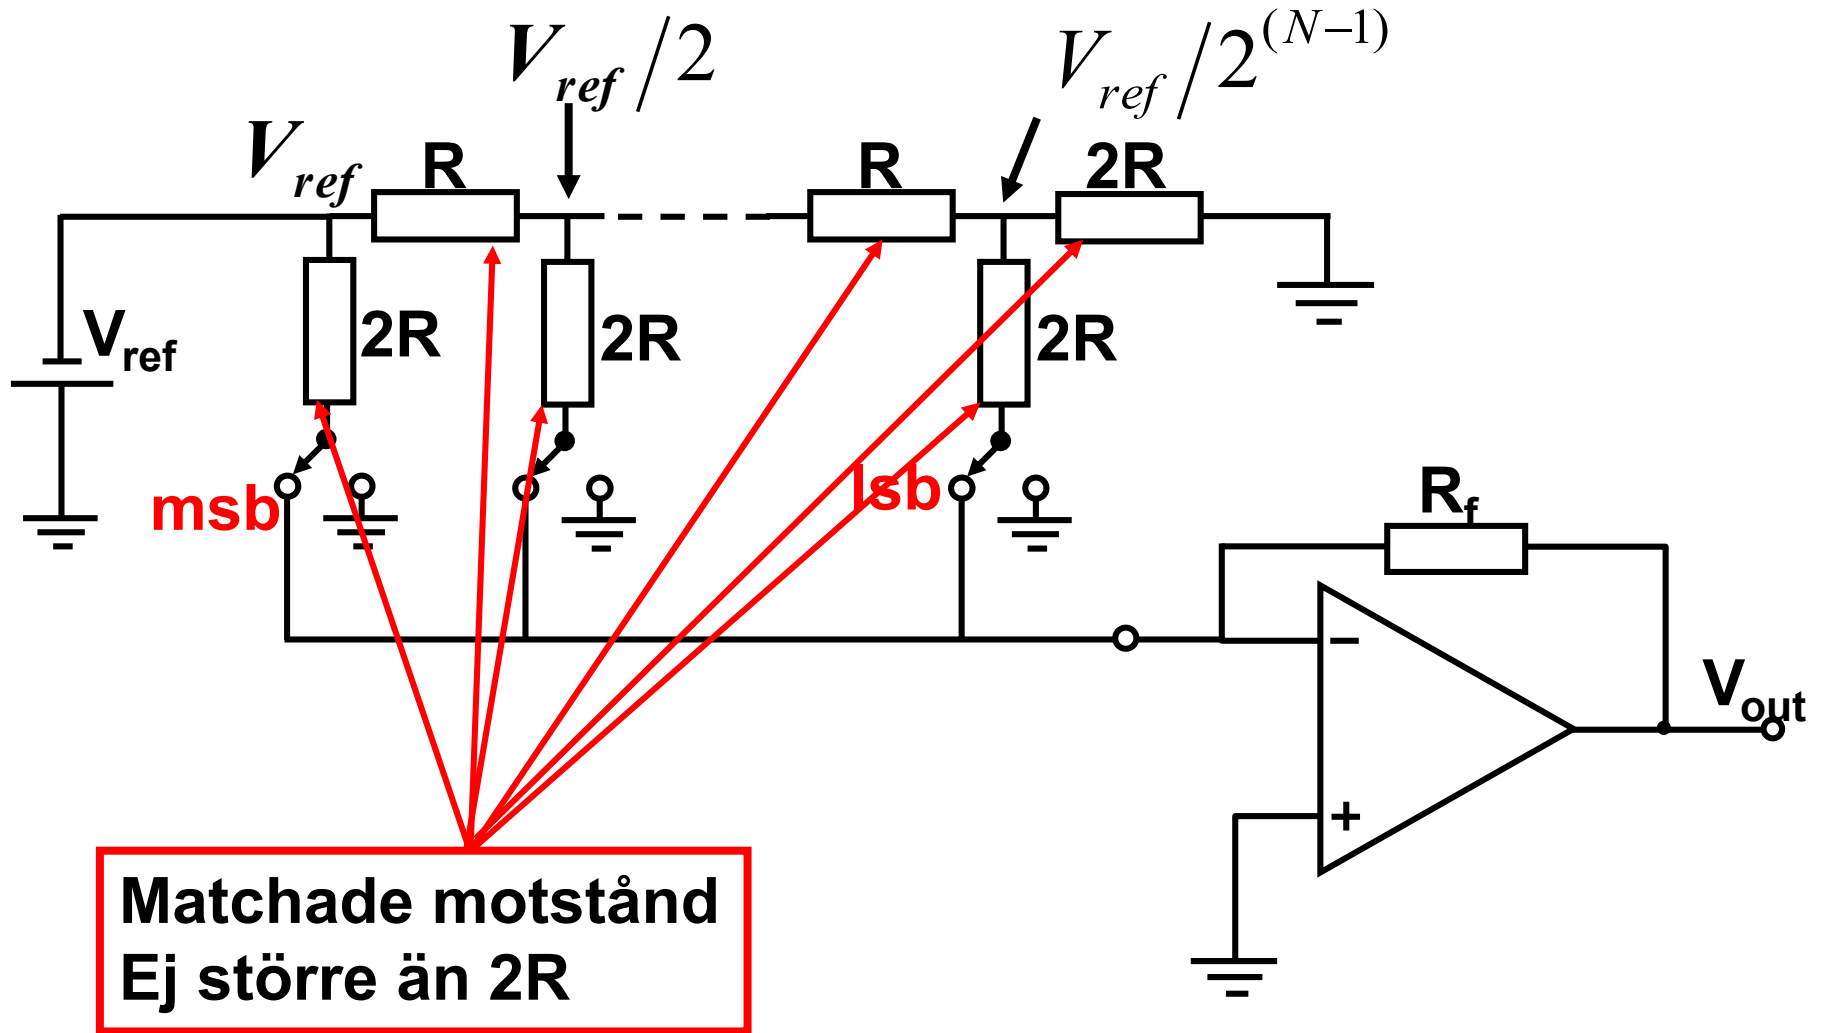 V_ref/2
V_ref/2^(N−1)
V_ref
R
R
2R
V_ref
2R
2R
2R
msb
lsb
R_f
−
+
V_out
Matchade motstånd
Ej större än 2R